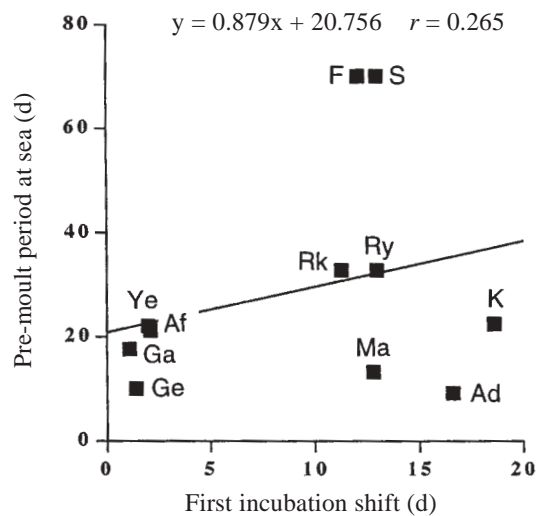 y = 0.879x + 20.756 r = 0.265
80
F S
60
Pre-moult period at sea (d)
40
Rk Ry
Ye
Af
K
20
Ga
Ma
Ge
Ad
0
0 5 10 15 20
First incubation shift (d)